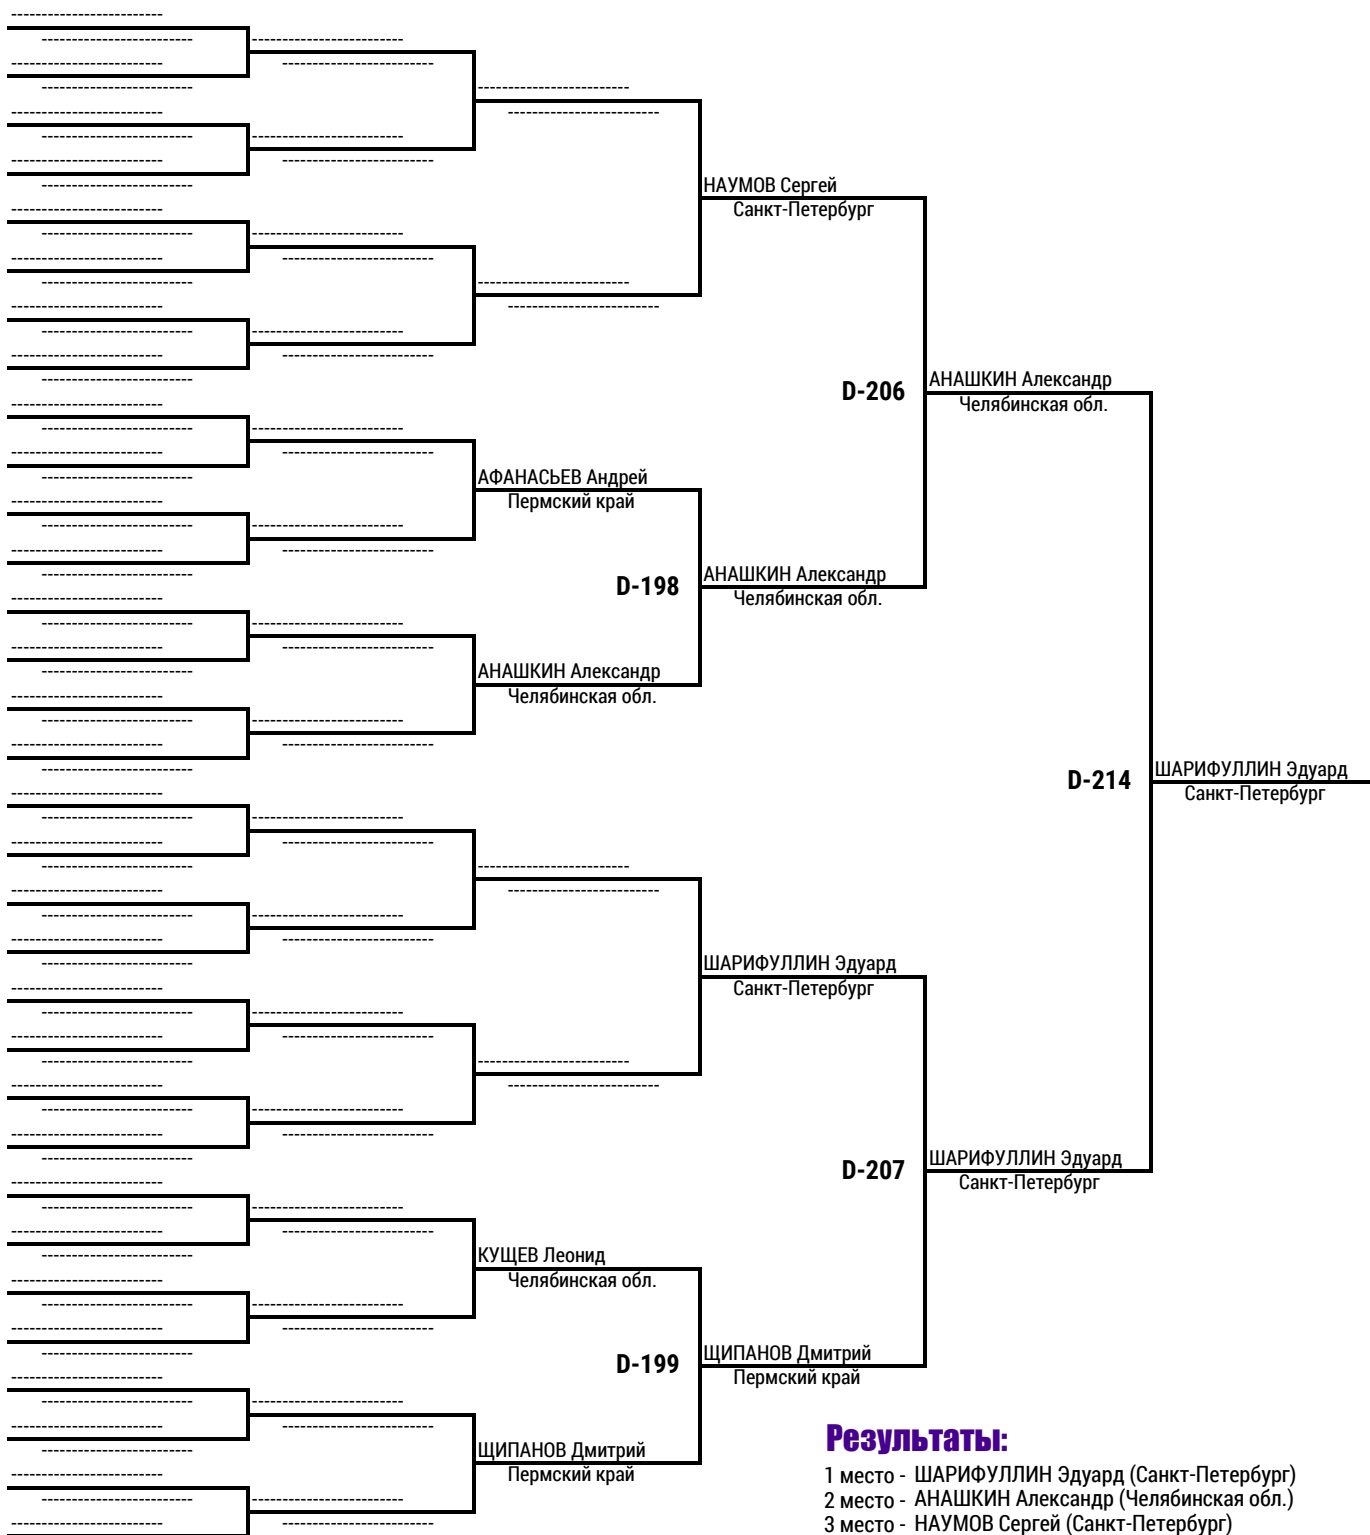 НАУМОВ Сергей
Санкт-Петербург
D-206
АНАШКИН Александр
Челябинская обл.
АФАНАСЬЕВ Андрей
Пермский край
D-198
АНАШКИН Александр
Челябинская обл.
АНАШКИН Александр
Челябинская обл.
D-214
ШАРИФУЛЛИН Эдуард
Санкт-Петербург
ШАРИФУЛЛИН Эдуард
Санкт-Петербург
D-207
ШАРИФУЛЛИН Эдуард
Санкт-Петербург
КУЩЕВ Леонид
Челябинская обл.
D-199
ЩИПАНОВ Дмитрий
Пермский край
ЩИПАНОВ Дмитрий
Пермский край
Результаты:
1 место - ШАРИФУЛЛИН Эдуард (Санкт-Петербург)
2 место - АНАШКИН Александр (Челябинская обл.)
3 место - НАУМОВ Сергей (Санкт-Петербург)